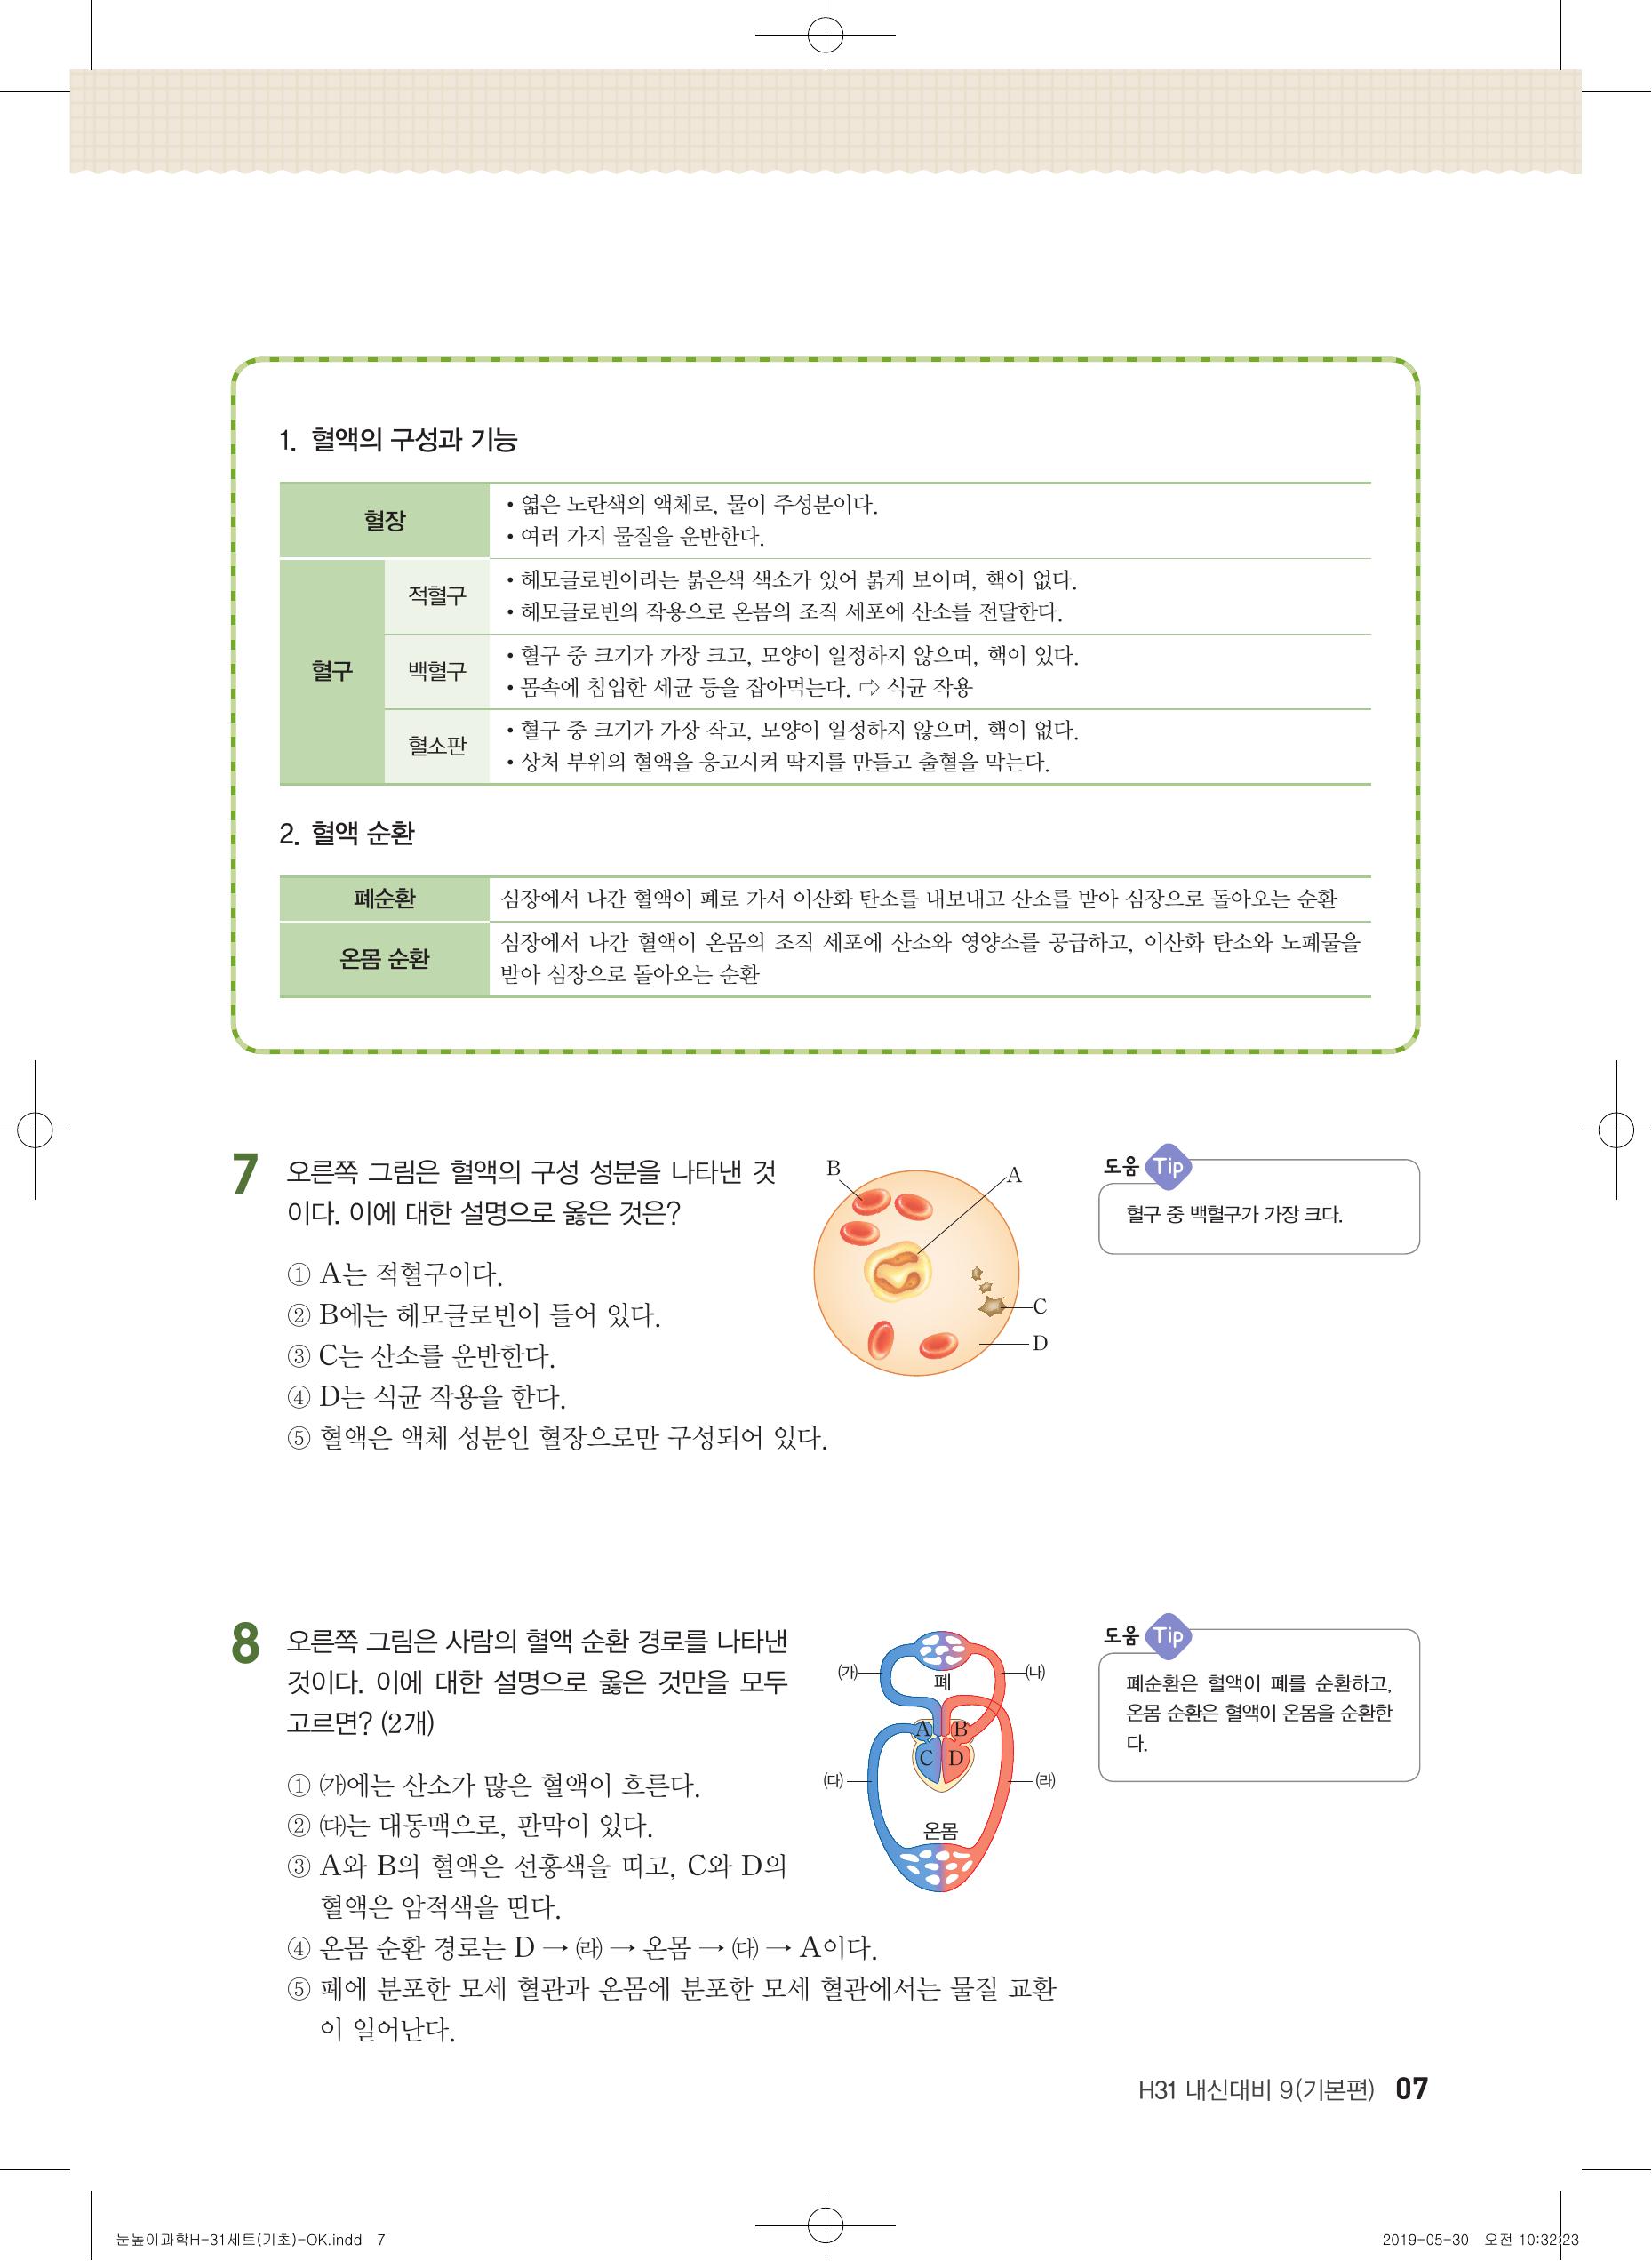 1. 혈액의 구성과 기능
혈장
• 엷은 노란색의 액체로, 물이 주성분이다.
• 여러 가지 물질을 운반한다.
혈구
적혈구
• 헤모글로빈이라는 붉은색 색소가 있어 붉게 보이며, 핵이 없다.
• 헤모글로빈의 작용으로 온몸의 조직 세포에 산소를 전달한다.
백혈구
• 혈구 중 크기가 가장 크고, 모양이 일정하지 않으며, 핵이 있다.
• 몸속에 침입한 세균 등을 잡아먹는다. ⇨ 식균 작용
혈소판
• 혈구 중 크기가 가장 작고, 모양이 일정하지 않으며, 핵이 없다.
• 상처 부위의 혈액을 응고시켜 딱지를 만들고 출혈을 막는다.
2. 혈액 순환
폐순환
심장에서 나간 혈액이 폐로 가서 이산화 탄소를 내보내고 산소를 받아 심장으로 돌아오는 순환
온몸 순환
심장에서 나간 혈액이 온몸의 조직 세포에 산소와 영양소를 공급하고, 이산화 탄소와 노폐물을
받아 심장으로 돌아오는 순환
7 오른쪽 그림은 혈액의 구성 성분을 나타낸 것
이다. 이에 대한 설명으로 옳은 것은?
① A는 적혈구이다.
② B에는 헤모글로빈이 들어 있다.
③ C는 산소를 운반한다.
④ D는 식균 작용을 한다.
⑤ 혈액은 액체 성분인 혈장으로만 구성되어 있다.
B
A
C
D
도움 Tip
혈구 중 백혈구가 가장 크다.
8 오른쪽 그림은 사람의 혈액 순환 경로를 나타낸
것이다. 이에 대한 설명으로 옳은 것만을 모두
고르면? (2개)
① ㈎에는 산소가 많은 혈액이 흐른다.
② ㈐는 대동맥으로, 판막이 있다.
③ A와 B의 혈액은 선홍색을 띠고, C와 D의
혈액은 암적색을 띤다.
④ 온몸 순환 경로는 D → ㈑ → 온몸 → ㈐ → A이다.
⑤ 폐에 분포한 모세 혈관과 온몸에 분포한 모세 혈관에서는 물질 교환
이 일어난다.
㈎
㈏
폐
A
B
C
D
㈐
㈑
온몸
도움 Tip
폐순환은 혈액이 폐를 순환하고,
온몸 순환은 혈액이 온몸을 순환한
다.
H31 내신대비 9(기본편) 07
눈높이과학H-31세트(기초)-OK.indd 7
2019-05-30 오전 10:32:23